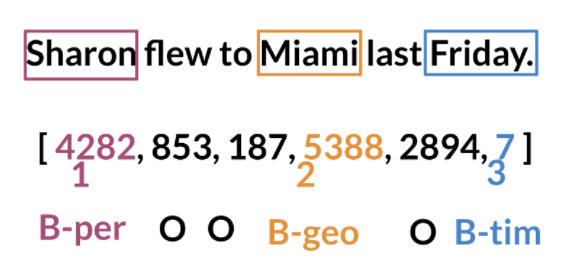 Sharon flew to Miami last Friday.
[ 4282, 853, 187, 5388, 2894, 7 ]
1 2 3
B-per O O B-geo O B-tim